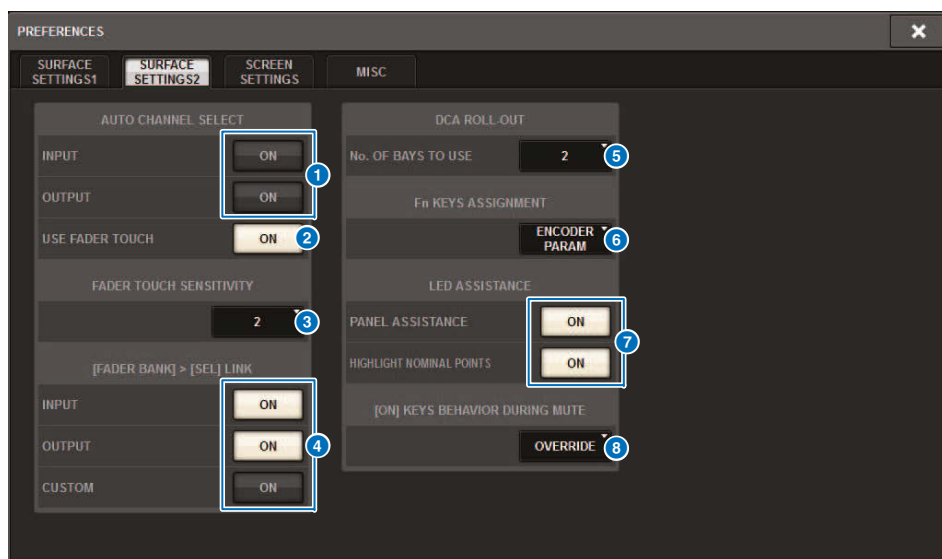 PREFERENCES
SURFACE
SETTINGS1
SURFACE
SETTINGS2
SCREEN
SETTINGS
MISC
AUTO CHANNEL SELECT
INPUT ON
1
OUTPUT ON
USE FADER TOUCH ON 2
FADER TOUCH SENSITIVITY
2 3
[FADER BANK] > [SEL] LINK
INPUT ON
OUTPUT ON 4
CUSTOM ON
DCA ROLL-OUT
No. OF BAYS TO USE 2 5
Fn KEYS ASSIGNMENT
ENCODER
PARAM 6
LED ASSISTANCE
PANEL ASSISTANCE ON
7
HIGHLIGHT NOMINAL POINTS ON
[ON] KEYS BEHAVIOR DURING MUTE
OVERRIDE 8